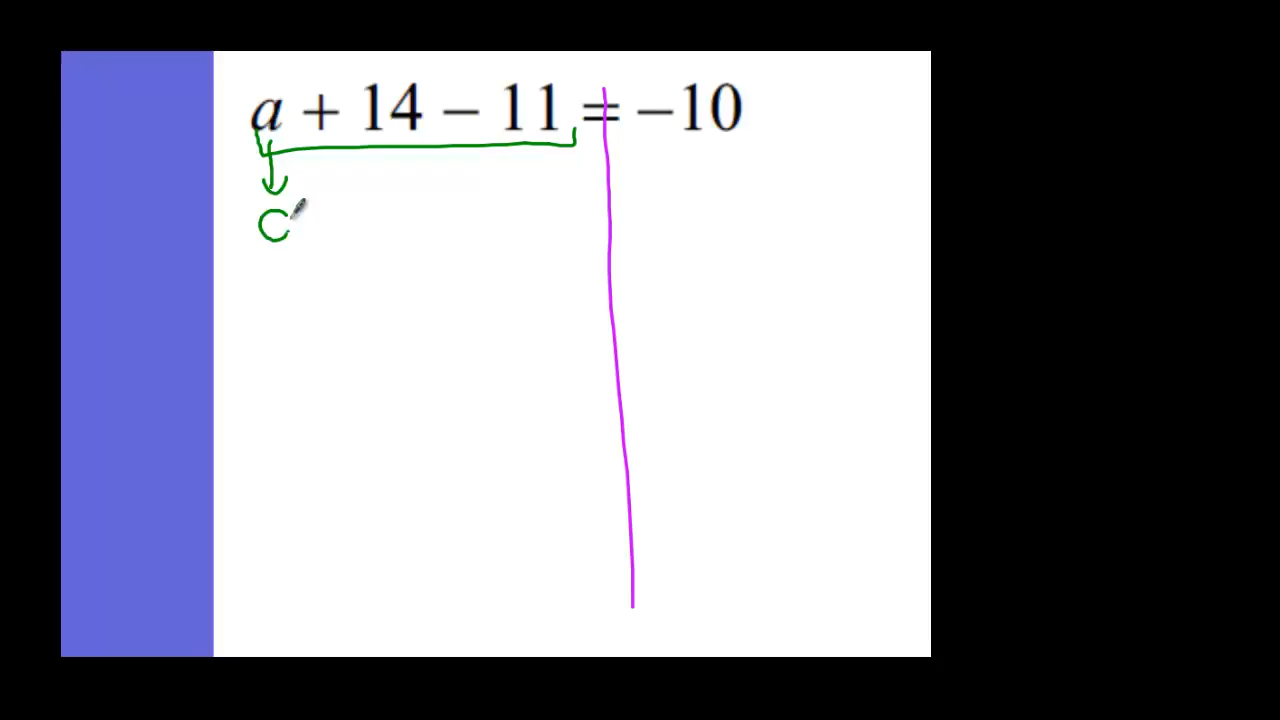 a + 14 − 11 = −10